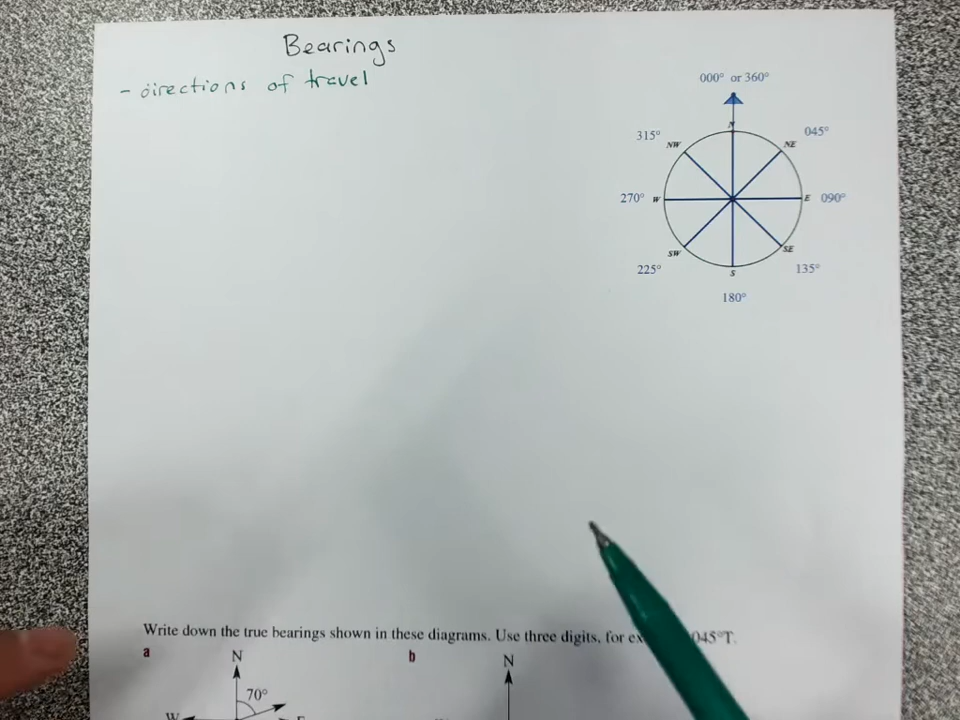 Bearings
- directions of travel
000° or 360°
N
315°
NW
NE
045°
270°
W
E
090°
SW
SE
225°
S
135°
180°
Write down the true bearings shown in these diagrams. Use three digits, for 045°T.
a
N
b
N
70°
W